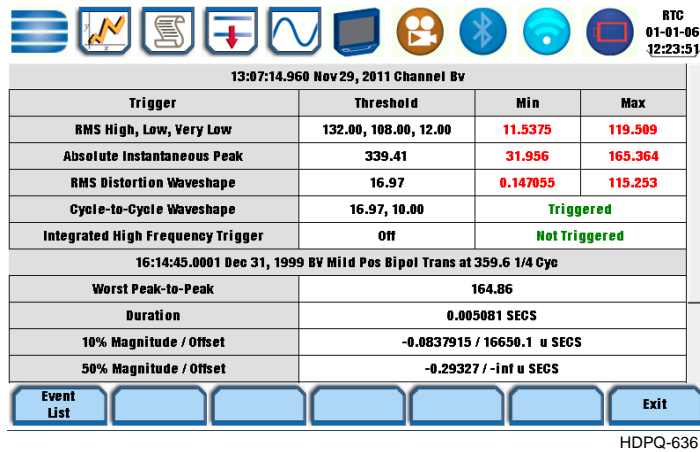 RTC
01-01-06
12:23:51
13:07:14.960 Nov 29, 2011 Channel Bv
Trigger Threshold Min Max
RMS High, Low, Very Low 132.00, 108.00, 12.00 11.5375 119.509
Absolute Instantaneous Peak 339.41 31.956 165.364
RMS Distortion Waveshape 16.97 0.147055 115.253
Cycle-to-Cycle Waveshape 16.97, 10.00 Triggered
Integrated High Frequency Trigger Off Not Triggered
16:14:45.0001 Dec 31, 1999 BV Mild Pos Bipol Trans at 359.6 1/4 Cyc
Worst Peak-to-Peak 164.86
Duration 0.005081 SECS
10% Magnitude / Offset -0.0837915 / 16650.1 u SECS
50% Magnitude / Offset -0.29327 / -inf u SECS
Event
List
Exit
HDPQ-636